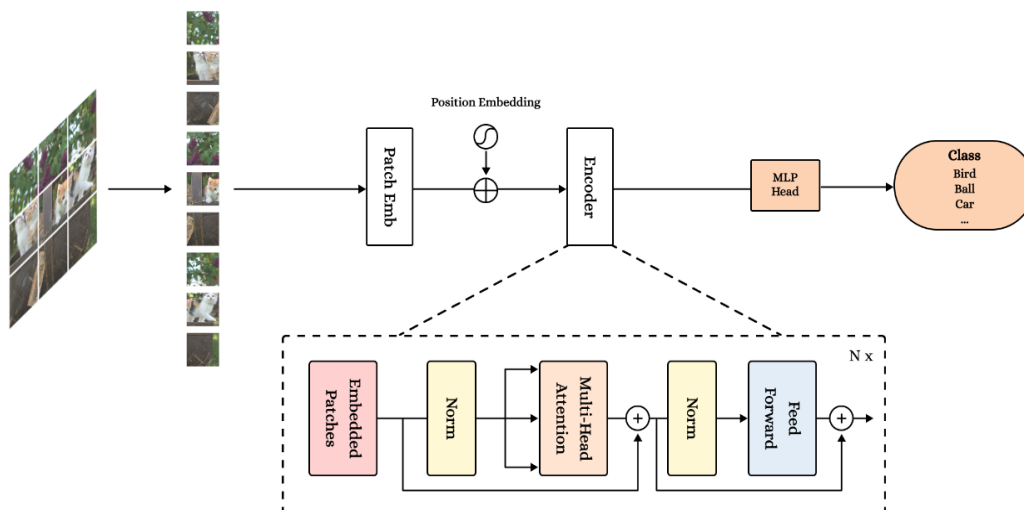 Position Embedding
Patch Emb
Encoder
MLP
Head
Class
Bird
Ball
Car
...
N x
Embedded
Patches
Norm
Multi-Head
Attention
+
Norm
Feed
Forward
+